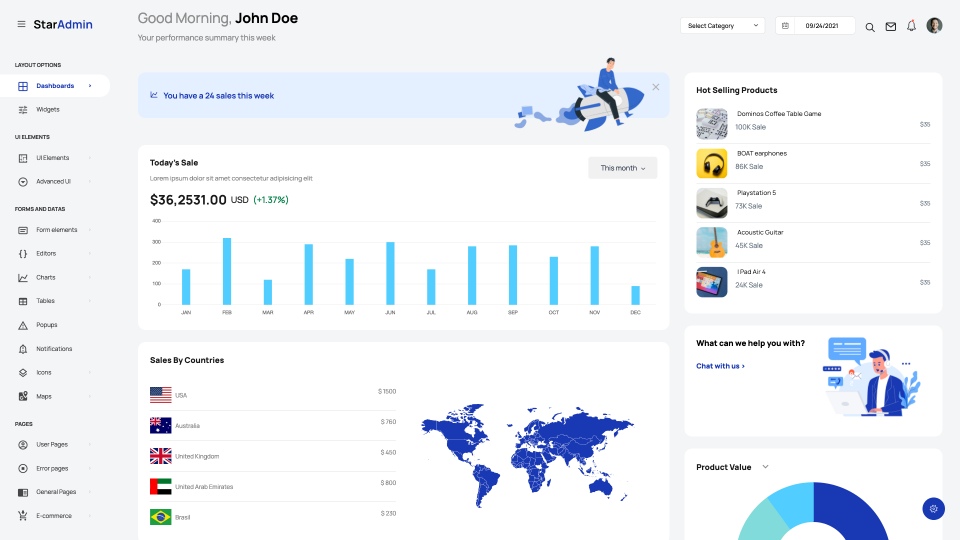 StarAdmin
LAYOUT OPTIONS
Dashboards
Widgets
UI ELEMENTS
UI Elements
Advanced UI
FORMS AND DATAS
Form elements
Editors
Charts
Tables
Popups
Notifications
Icons
Maps
PAGES
User Pages
Error pages
General Pages
E-commerce
Good Morning, John Doe
Your performance summary this week
Select Category
09/24/2021
You have a 24 sales this week
Today's Sale
Lorem ipsum dolor sit amet consectetur adipisicing elit
This month
$36,2531.00 USD (+1.37%)
400
300
200
100
0
JAN FEB MAR APR MAY JUN JUL AUG SEP OCT NOV DEC
Sales By Countries
USA $ 1500
Australia $ 760
United Kingdom $ 450
United Arab Emirates $ 800
Brasil $ 230
Hot Selling Products
Dominos Coffee Table Game
100K Sale $35
BOAT earphones
86K Sale $35
Playstation 5
73K Sale $35
Acoustic Guitar
45K Sale $35
I Pad Air 4
24K Sale $35
What can we help you with?
Chat with us ›
Product Value